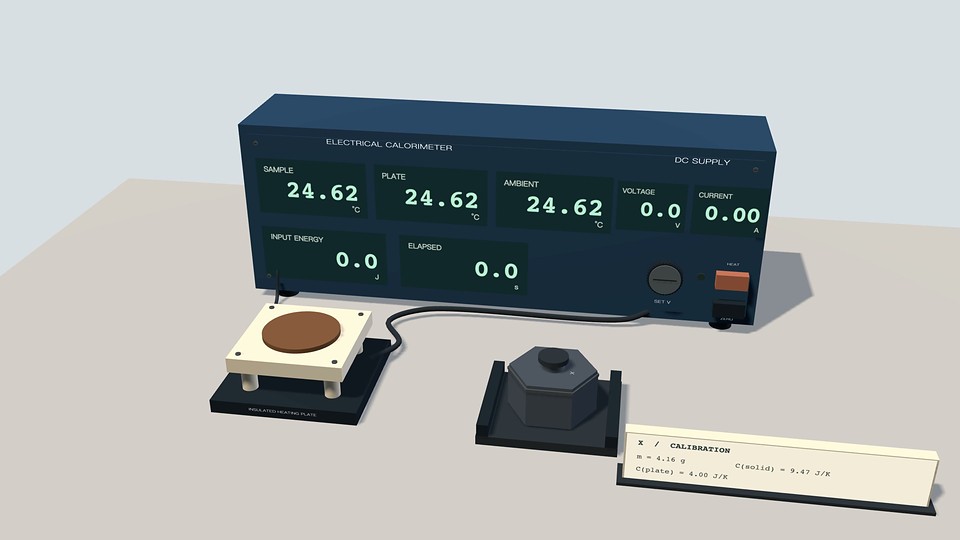 ELECTRICAL CALORIMETER
DC SUPPLY
SAMPLE
24.62
°C
PLATE
24.62
°C
AMBIENT
24.62
°C
VOLTAGE
0.0
V
CURRENT
0.00
A
INPUT ENERGY
0.0
J
ELAPSED
0.0
s
SET V
HEAT
INSULATED HEATING PLATE
X
X / CALIBRATION
m = 4.16 g
C(solid) = 9.47 J/K
C(plate) = 4.00 J/K